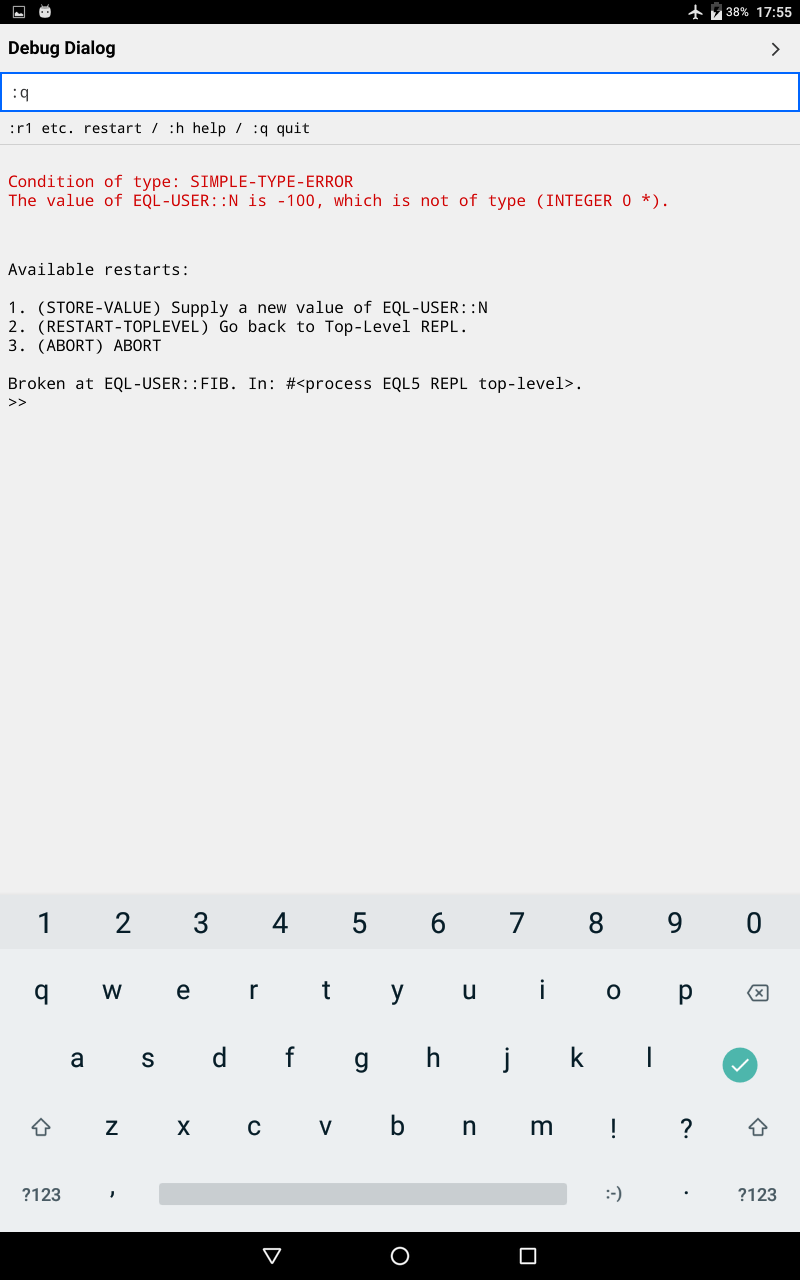 38% 17:55
Debug Dialog
:q
:r1 etc. restart / :h help / :q quit
Condition of type: SIMPLE-TYPE-ERROR
The value of EQL-USER::N is -100, which is not of type (INTEGER 0 *).
Available restarts:
1. (STORE-VALUE) Supply a new value of EQL-USER::N
2. (RESTART-TOPLEVEL) Go back to Top-Level REPL.
3. (ABORT) ABORT
Broken at EQL-USER::FIB. In: #<process EQL5 REPL top-level>.
>>
1 2 3 4 5 6 7 8 9 0
q w e r t y u i o p
a s d f g h j k l
z x c v b n m ! ?
?123 , :-) . ?123